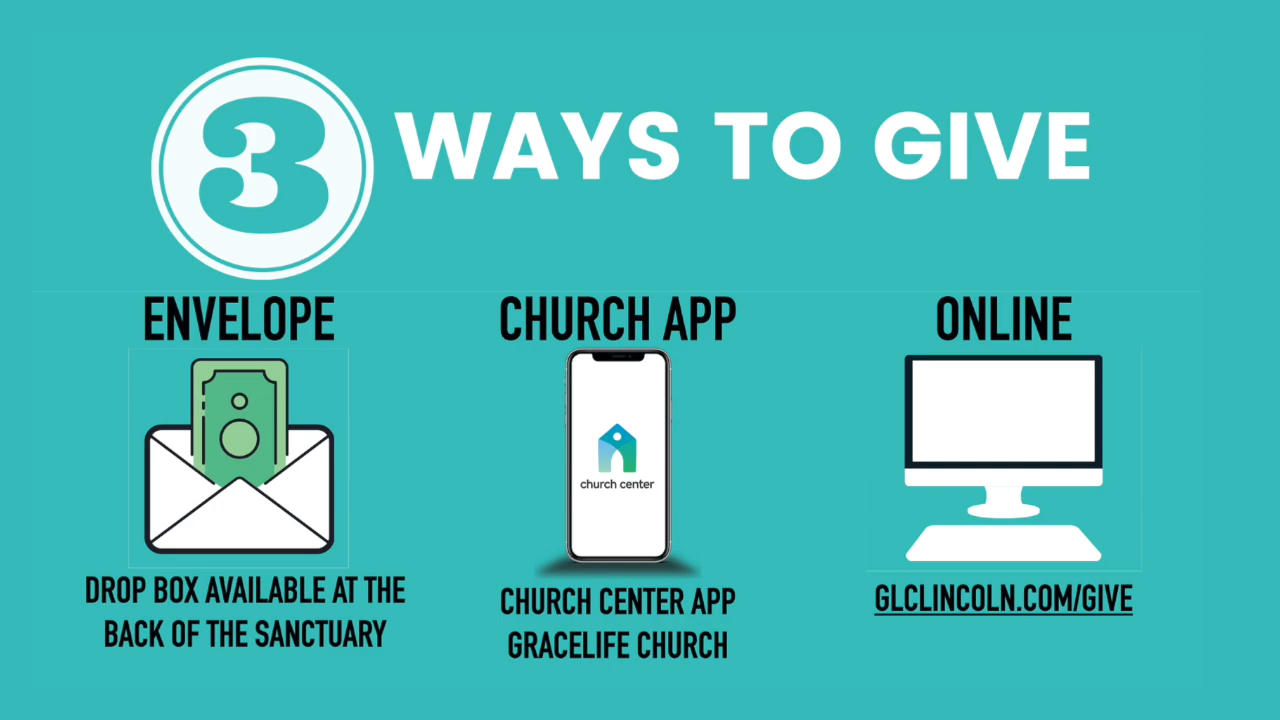 3 WAYS TO GIVE
ENVELOPE
DROP BOX AVAILABLE AT THE
BACK OF THE SANCTUARY
CHURCH APP
church center
CHURCH CENTER APP
GRACELIFE CHURCH
ONLINE
GLCLINCOLN.COM/GIVE